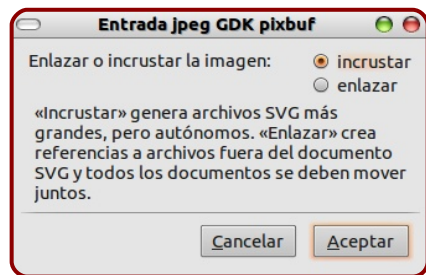 Entrada jpeg GDK pixbuf
Enlazar o incrustar la imagen:
incrustar
enlazar
«Incrustar» genera archivos SVG más
grandes, pero autónomos. «Enlazar» crea
referencias a archivos fuera del documento
SVG y todos los documentos se deben mover
juntos.
Cancelar
Aceptar